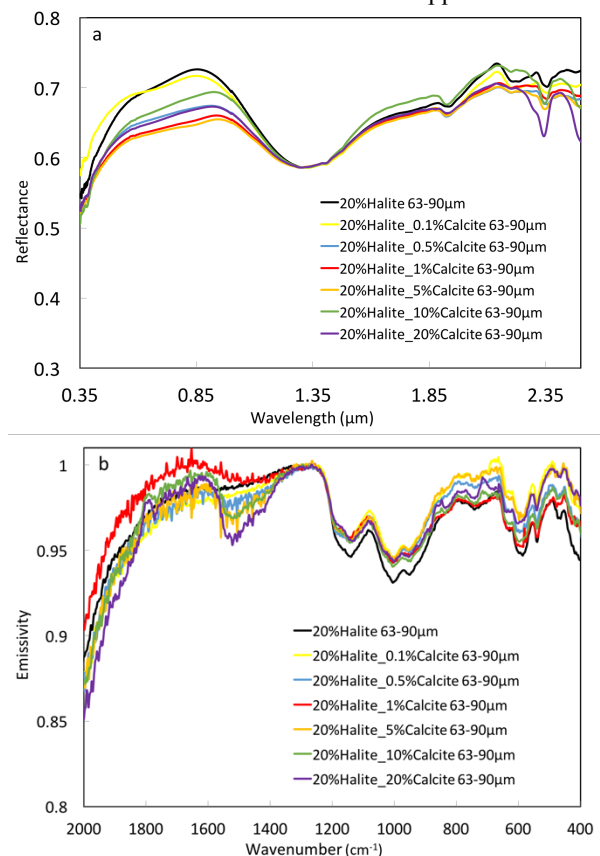 a
0.8
0.7
0.6
0.5
0.4
0.3
Reflectance
20%Halite 63-90µm
20%Halite_0.1%Calcite 63-90µm
20%Halite_0.5%Calcite 63-90µm
20%Halite_1%Calcite 63-90µm
20%Halite_5%Calcite 63-90µm
20%Halite_10%Calcite 63-90µm
20%Halite_20%Calcite 63-90µm
0.35 0.85 1.35 1.85 2.35
Wavelength (µm)
b
1
0.95
0.9
0.85
0.8
Emissivity
20%Halite 63-90µm
20%Halite_0.1%Calcite 63-90µm
20%Halite_0.5%Calcite 63-90µm
20%Halite_1%Calcite 63-90µm
20%Halite_5%Calcite 63-90µm
20%Halite_10%Calcite 63-90µm
20%Halite_20%Calcite 63-90µm
2000 1800 1600 1400 1200 1000 800 600 400
Wavenumber (cm⁻¹)